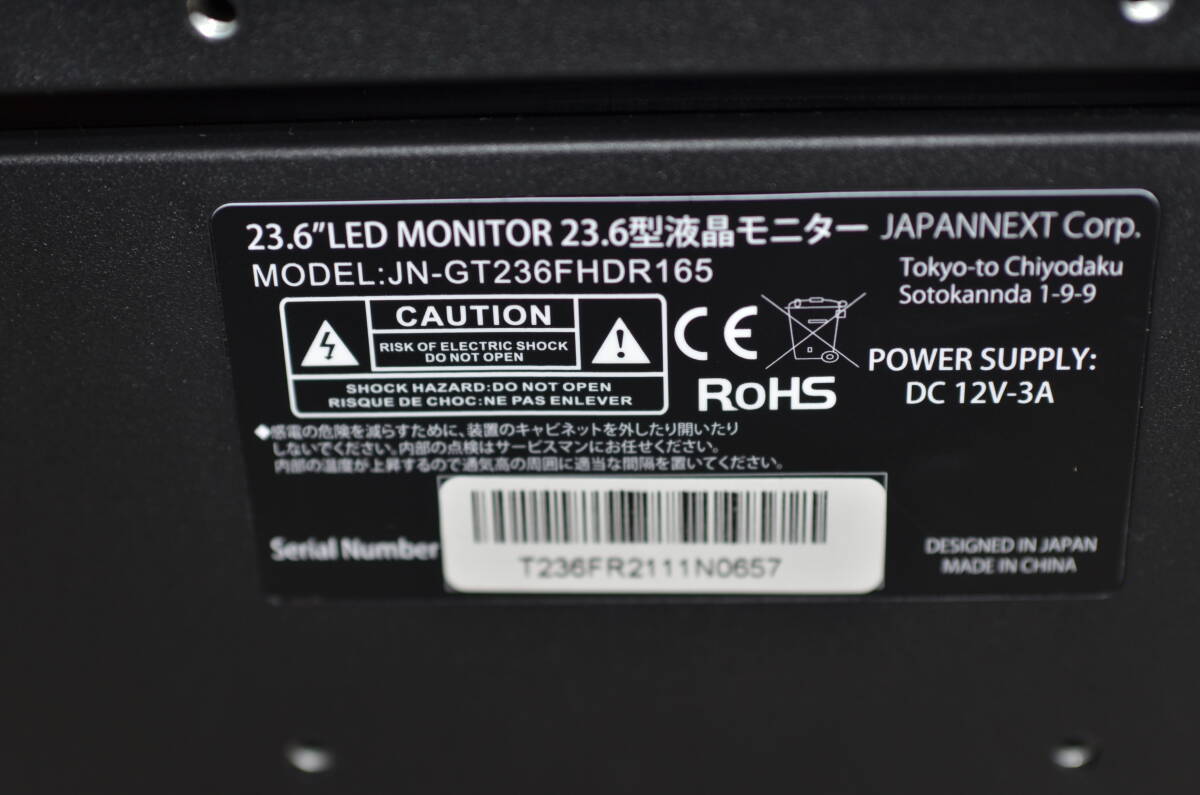 23.6"LED MONITOR 23.6型液晶モニター JAPANNEXT Corp.
MODEL:JN-GT236FHDR165
Tokyo-to Chiyodaku
Sotokannda 1-9-9
CAUTION
RISK OF ELECTRIC SHOCK
DO NOT OPEN
SHOCK HAZARD:DO NOT OPEN
RISQUE DE CHOC:NE PAS ENLEVER
CE
RoHS
POWER SUPPLY:
DC 12V-3A
◆感電の危険を減らすために、装置のキャビネットを外したり開いたり
しないでください。内部の点検はサービスマンにお任せください。
内部の温度が上昇するので通気高の周囲に適当な間隔を置いてください。
Serial Number
T236FR2111N0657
DESIGNED IN JAPAN
MADE IN CHINA